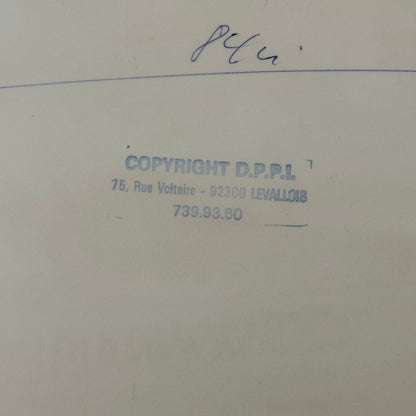 COPYRIGHT D.P.P.I.
75, Rue Voltaire - 92300 LEVALLOIS
739.93.60